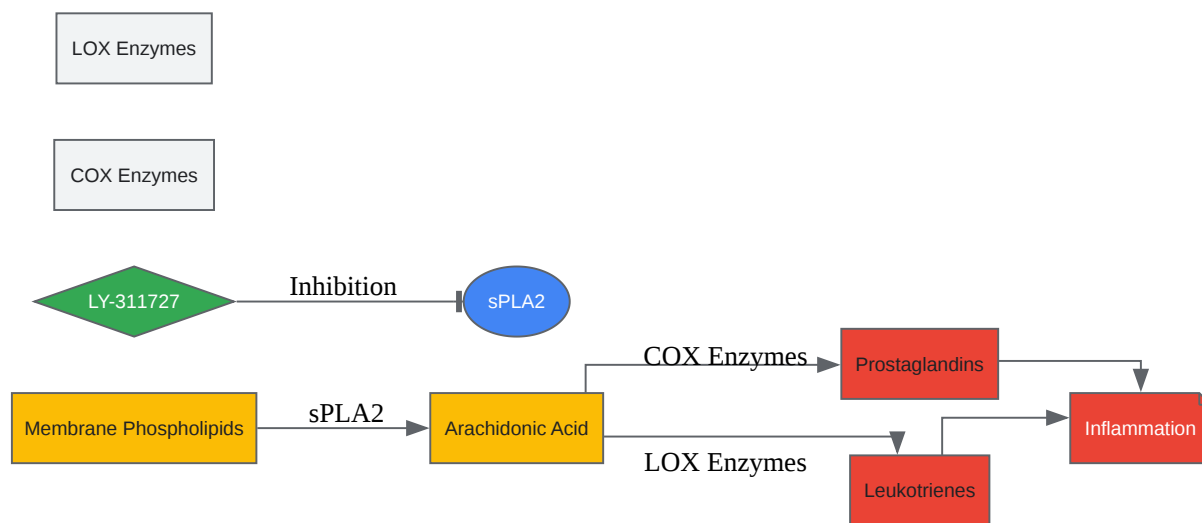 LOX Enzymes
COX Enzymes
LY-311727
Inhibition
sPLA2
Membrane Phospholipids
sPLA2
Arachidonic Acid
COX Enzymes
Prostaglandins
LOX Enzymes
Leukotrienes
Inflammation